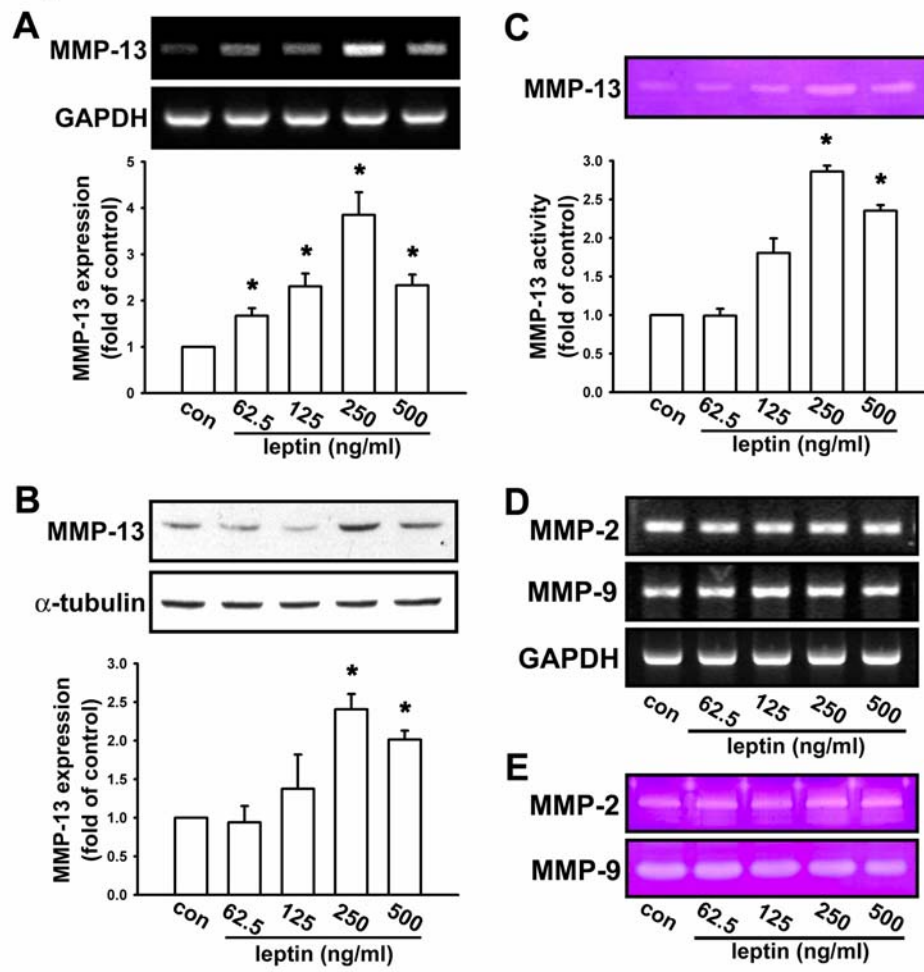 A
MMP-13
GAPDH
MMP-13 expression
(fold of control)
5
4
3
2
1
0
* * * *
con 62.5 125 250 500
leptin (ng/ml)
B
MMP-13
α-tubulin
MMP-13 expression
(fold of control)
3.0
2.5
2.0
1.5
1.0
0.5
0.0
* *
con 62.5 125 250 500
leptin (ng/ml)
C
MMP-13
MMP-13 activity
(fold of control)
3.0
2.5
2.0
1.5
1.0
0.5
0.0
* *
con 62.5 125 250 500
leptin (ng/ml)
D
MMP-2
MMP-9
GAPDH
con 62.5 125 250 500
leptin (ng/ml)
E
MMP-2
MMP-9
con 62.5 125 250 500
leptin (ng/ml)